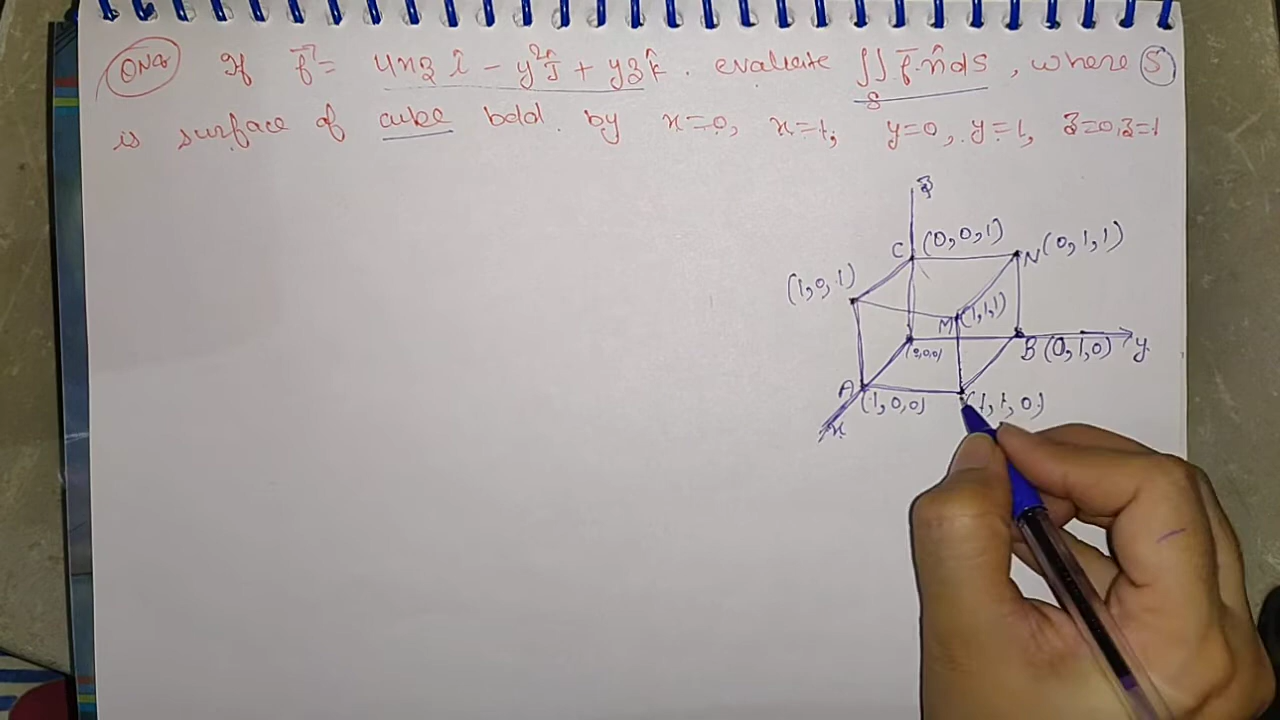 QNo If f̄ = 4xz î - y² ĵ + yz k̂ . evaluate ∬ f̄.n̂ ds , where S
S
is surface of cube bdd. by x=0, x=1, y=0, y=1, z=0, z=1
z
C (0,0,1)
N (0,1,1)
(1,0,1)
M (1,1,1)
(0,0,0)
B (0,1,0) y
A
(1,0,0) (1,1,0)
x